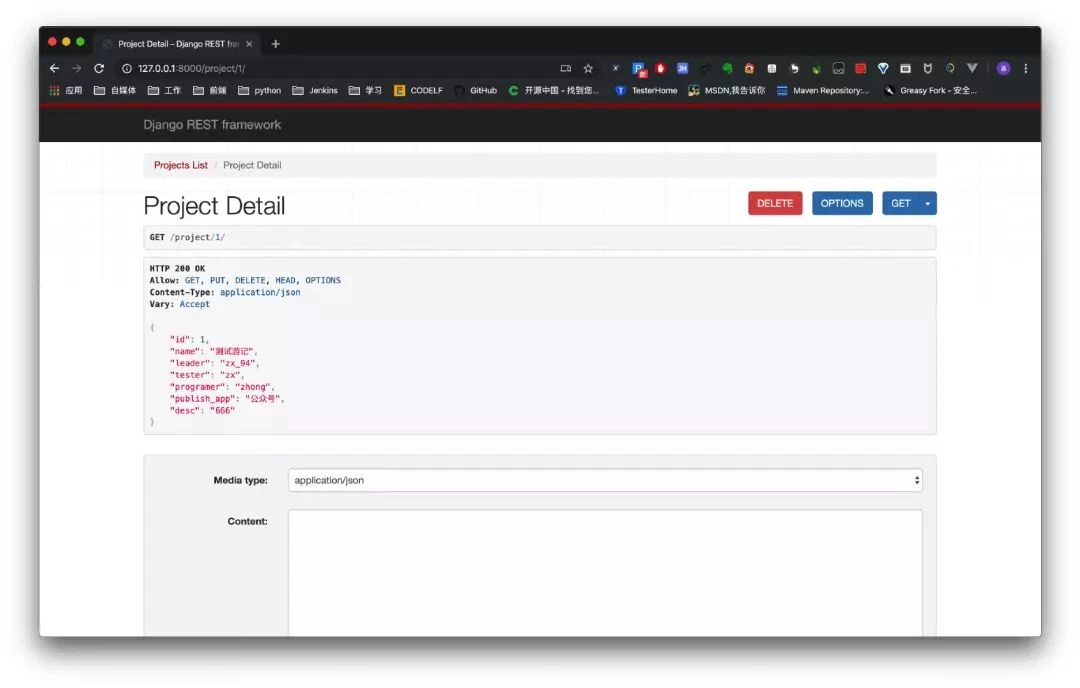 Project Detail – Django REST fra
127.0.0.1:8000/project/1/
应用 自媒体 工作 前端 python Jenkins 学习 CODELF GitHub 开源中国 - 找到您... TesterHome MSDN,我告诉你 Maven Repository:... Greasy Fork - 安全...
Django REST framework
Projects List / Project Detail
Project Detail
DELETE OPTIONS GET
GET /project/1/
HTTP 200 OK
Allow: GET, PUT, DELETE, HEAD, OPTIONS
Content-Type: application/json
Vary: Accept
{
"id": 1,
"name": "测试游记",
"leader": "zx_94",
"tester": "zx",
"programer": "zhong",
"publish_app": "公众号",
"desc": "666"
}
Media type: application/json
Content: